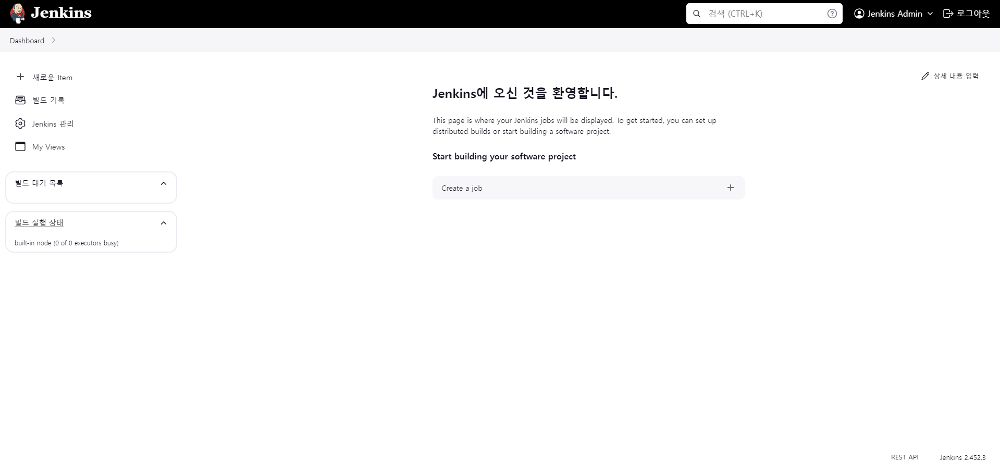 Jenkins
검색 (CTRL+K)
Jenkins Admin
로그아웃
Dashboard
새로운 Item
빌드 기록
Jenkins 관리
My Views
빌드 대기 목록
빌드 실행 상태
built-in node (0 of 0 executors busy)
상세 내용 입력
Jenkins에 오신 것을 환영합니다.
This page is where your Jenkins jobs will be displayed. To get started, you can set up
distributed builds or start building a software project.
Start building your software project
Create a job
REST API
Jenkins 2.452.3